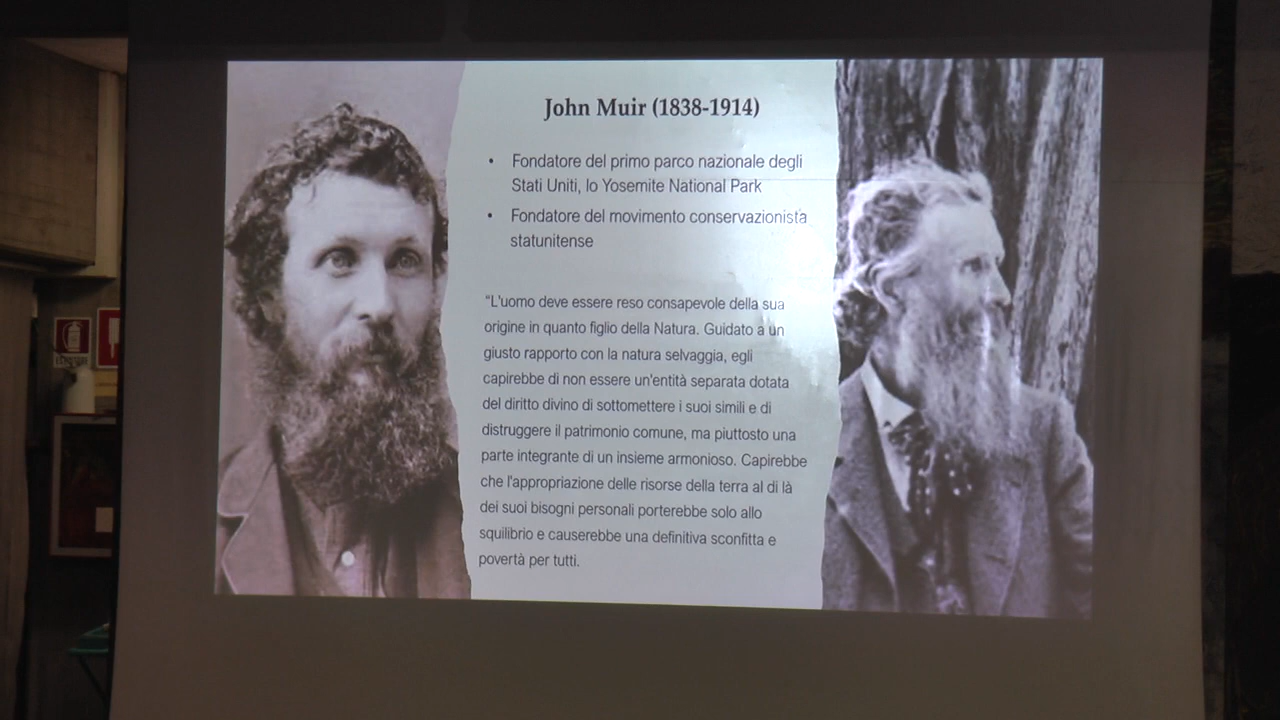 John Muir (1838-1914)
• Fondatore del primo parco nazionale degli
Stati Uniti, lo Yosemite National Park
• Fondatore del movimento conservazionista
statunitense
“L'uomo deve essere reso consapevole della sua
origine in quanto figlio della Natura. Guidato a un
giusto rapporto con la natura selvaggia, egli
capirebbe di non essere un'entità separata dotata
del diritto divino di sottomettere i suoi simili e di
distruggere il patrimonio comune, ma piuttosto una
parte integrante di un insieme armonioso. Capirebbe
che l'appropriazione delle risorse della terra al di là
dei suoi bisogni personali porterebbe solo allo
squilibrio e causerebbe una definitiva sconfitta e
povertà per tutti.
ESTINTORE